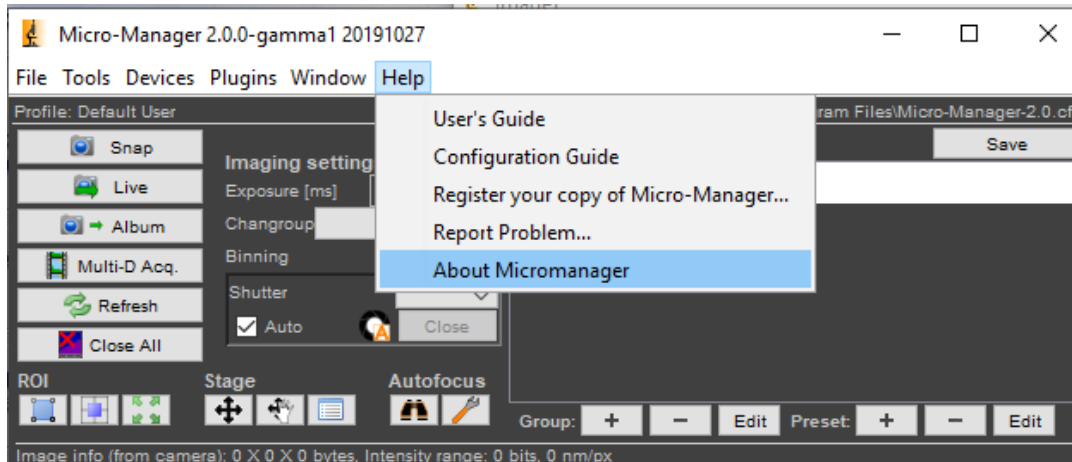 Micro-Manager 2.0.0-gamma1 20191027
File Tools Devices Plugins Window Help
Profile: Default User
ram Files\Micro-Manager-2.0.cf
User's Guide
Configuration Guide
Register your copy of Micro-Manager...
Report Problem...
About Micromanager
Snap
Live
Album
Multi-D Acq.
Refresh
Close All
Imaging setting
Exposure [ms]
Changroup
Binning
Shutter
Auto
Close
Save
ROI
Stage
Autofocus
Group: + − Edit Preset: + − Edit
Image info (from camera): 0 X 0 X 0 bytes, Intensity range: 0 bits, 0 nm/px